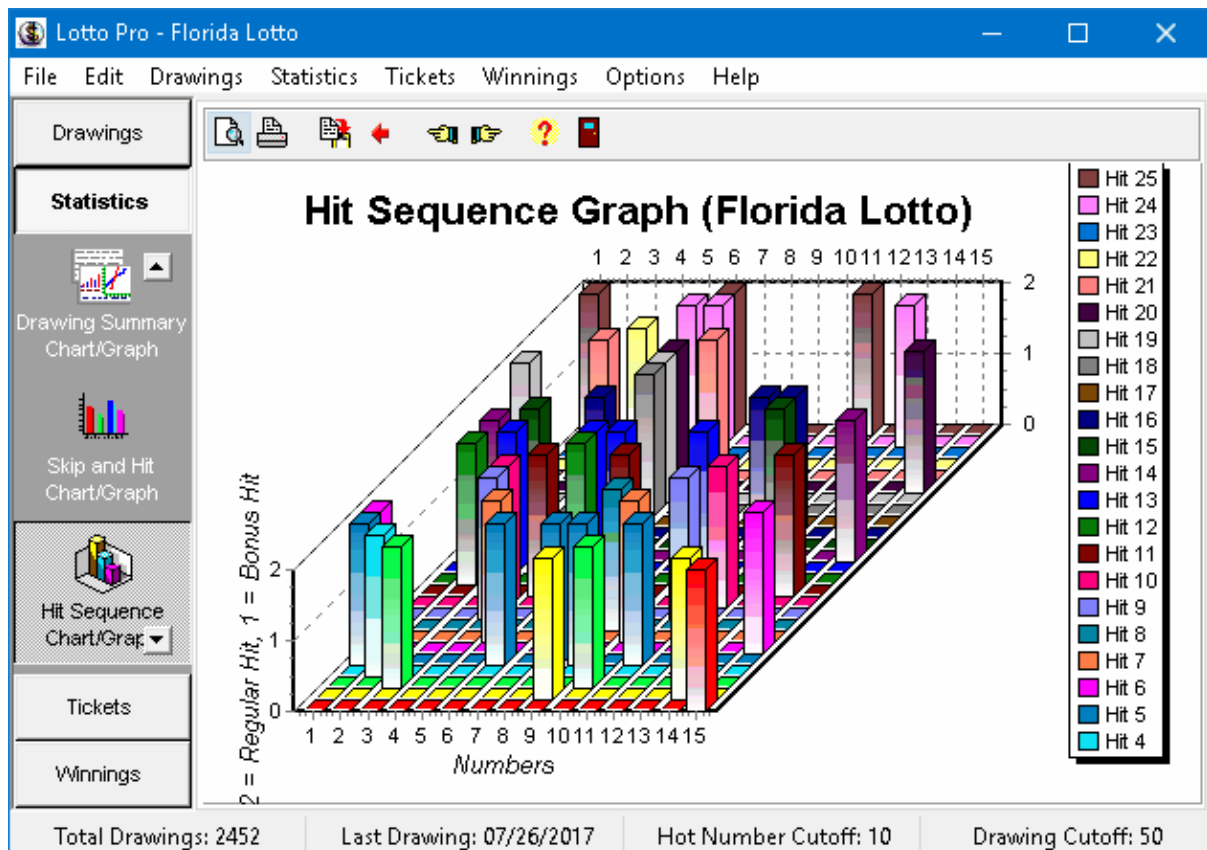 Lotto Pro - Florida Lotto
File Edit Drawings Statistics Tickets Winnings Options Help
Drawings
Statistics
Drawing Summary
Chart/Graph
Skip and Hit
Chart/Graph
Hit Sequence
Chart/Grap
Tickets
Winnings
Hit Sequence Graph (Florida Lotto)
1 2 3 4 5 6 7 8 10 11 12 13 14 15
2
1
0
2
1
0
2 = Regular Hit, 1 = Bonus Hit
1 2 3 4 5 6 7 8 9 10 11 12 13 15
Numbers
Hit 25
Hit 24
Hit 23
Hit 22
Hit 21
Hit 20
Hit 19
Hit 18
Hit 17
Hit 16
Hit 15
Hit 14
Hit 13
Hit 12
Hit 11
Hit 10
Hit 9
Hit 8
Hit 7
Hit 6
Hit 5
Hit 4
Total Drawings: 2452
Last Drawing: 07/26/2017
Hot Number Cutoff: 10
Drawing Cutoff: 50